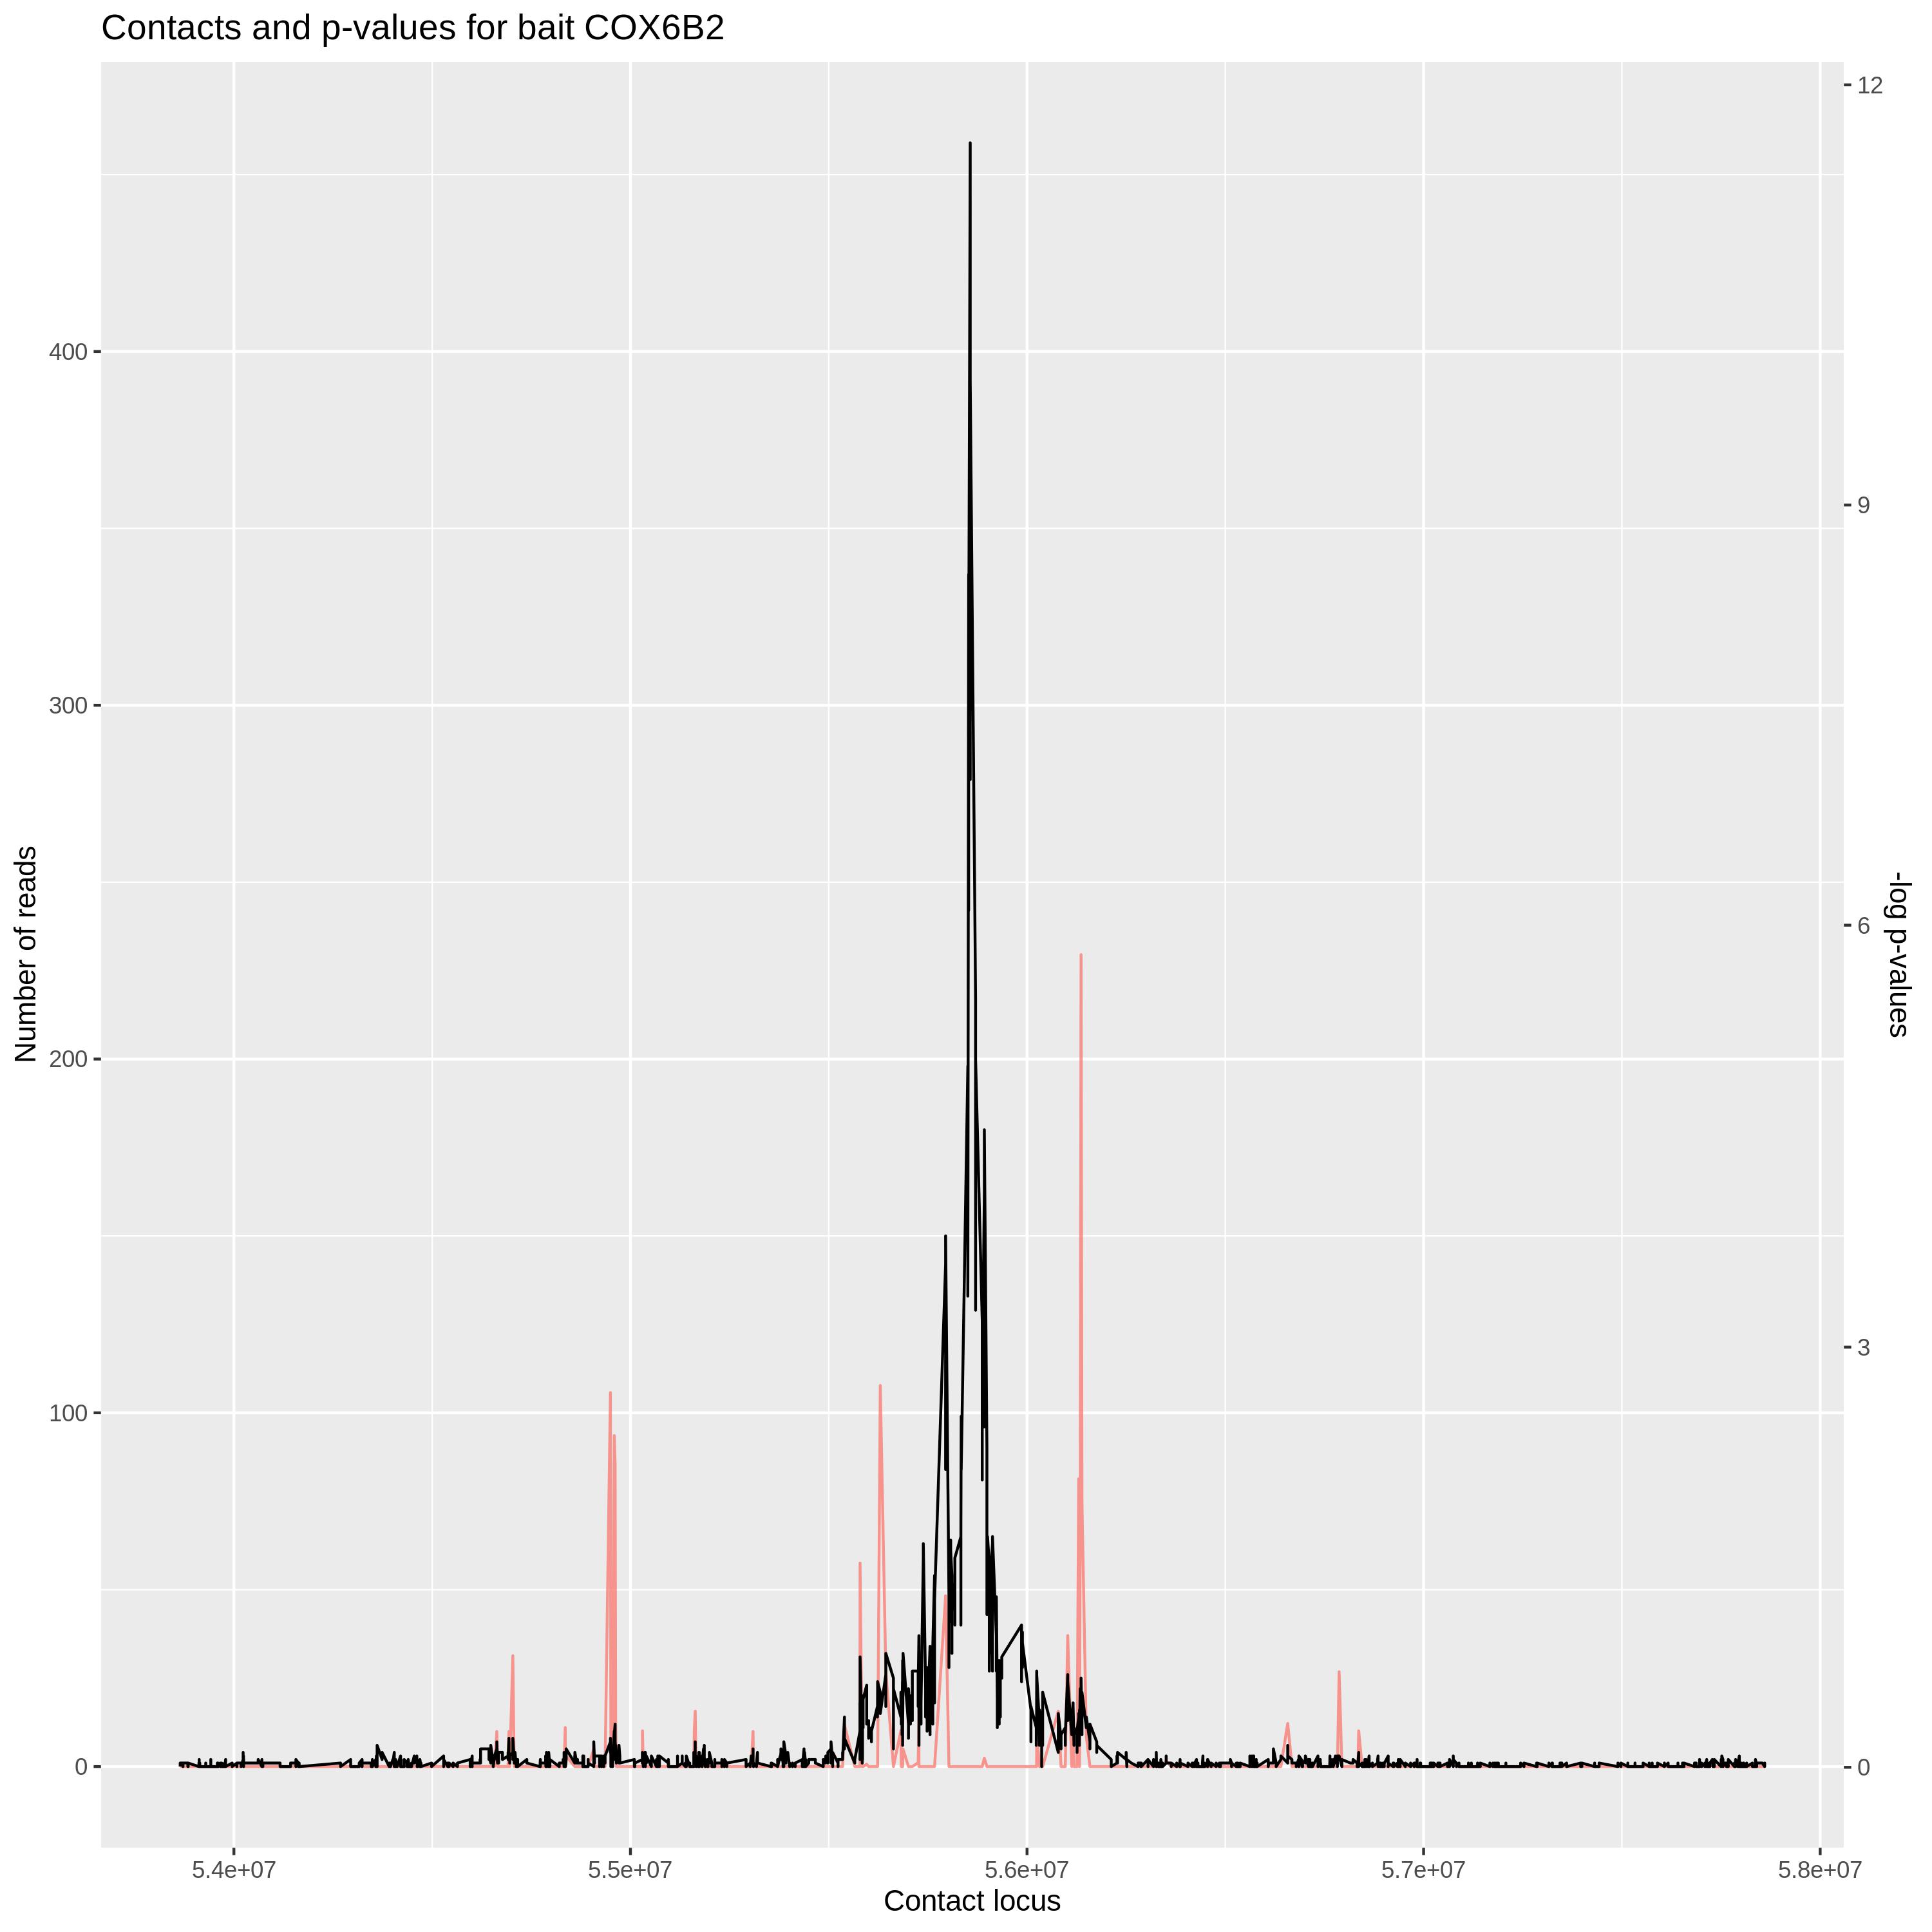 Contacts and p-values for bait COX6B2
12
9
6
3
0
400
300
200
100
0
Number of reads
-log p-values
5.4e+07
5.5e+07
5.6e+07
5.7e+07
5.8e+07
Contact locus